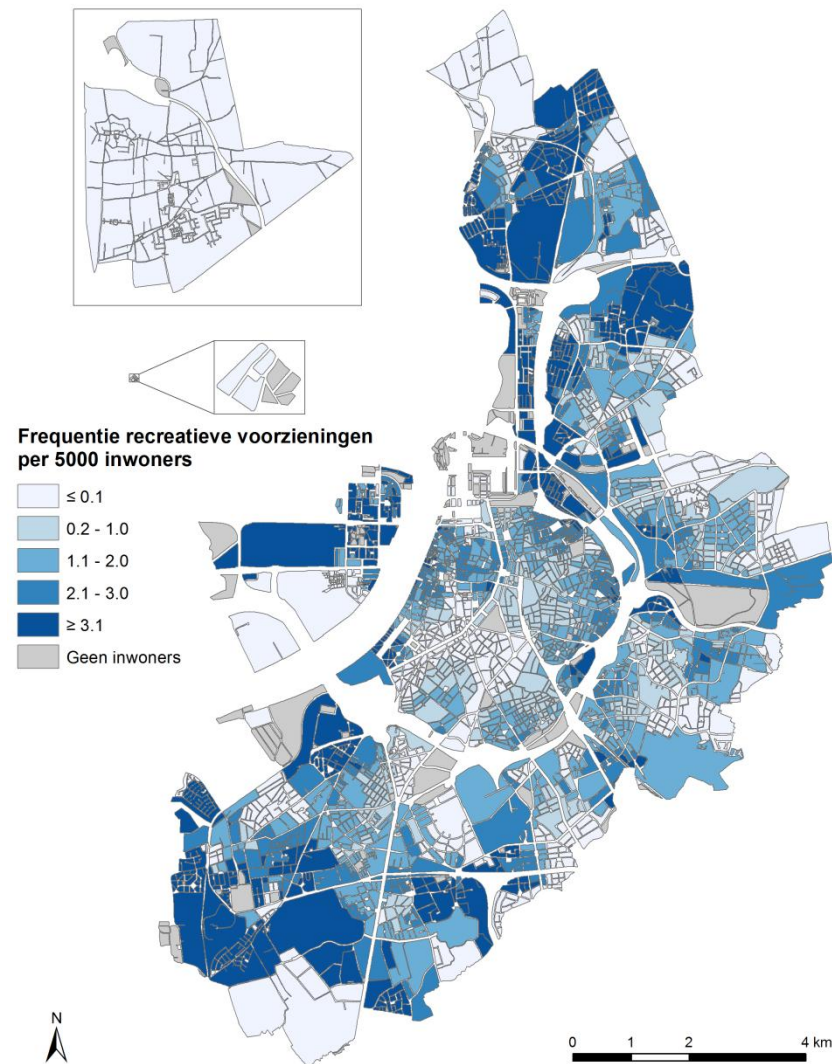 Frequentie recreatieve voorzieningen
per 5000 inwoners
≤ 0.1
0.2 - 1.0
1.1 - 2.0
2.1 - 3.0
≥ 3.1
Geen inwoners
N
0 1 2 4 km